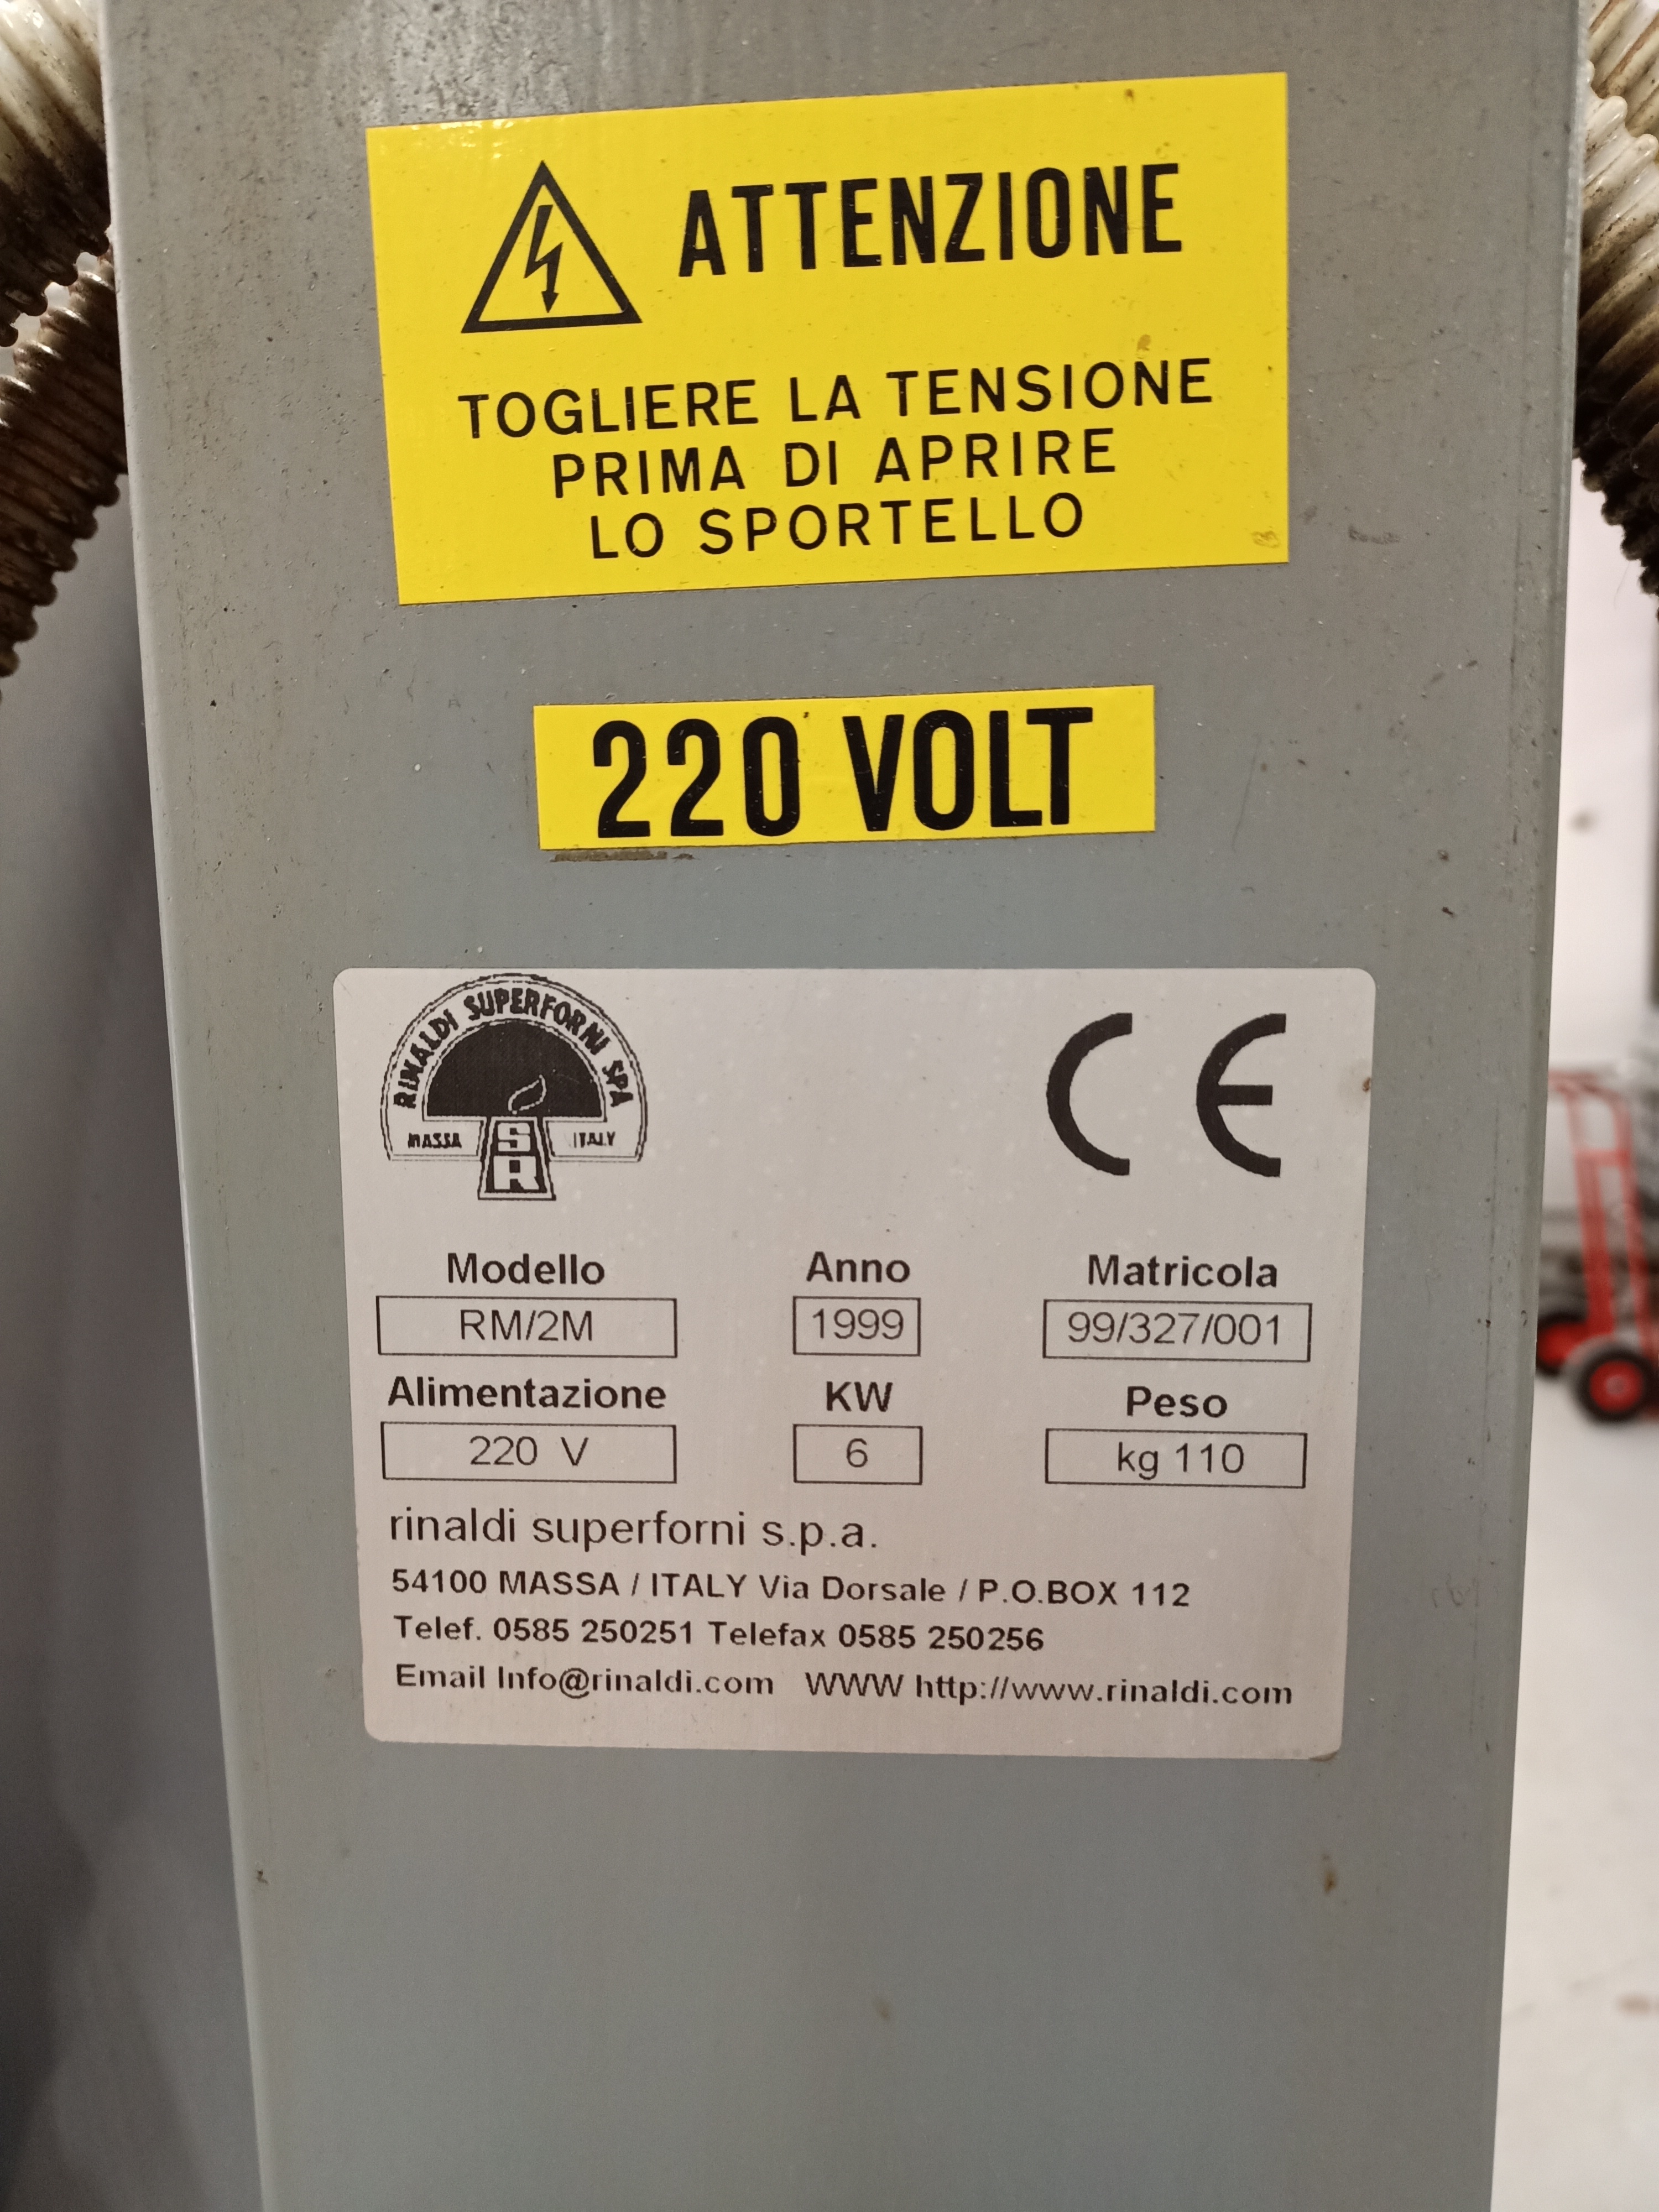 ATTENZIONE
TOGLIERE LA TENSIONE
PRIMA DI APRIRE
LO SPORTELLO
220 VOLT
RINALDI SUPERFORNI SPA
MASSA SR ITALY
CE
Modello Anno Matricola
RM/2M 1999 99/327/001
Alimentazione KW Peso
220 V 6 kg 110
rinaldi superforni s.p.a.
54100 MASSA / ITALY Via Dorsale / P.O.BOX 112
Telef. 0585 250251 Telefax 0585 250256
Email Info@rinaldi.com WWW http://www.rinaldi.com